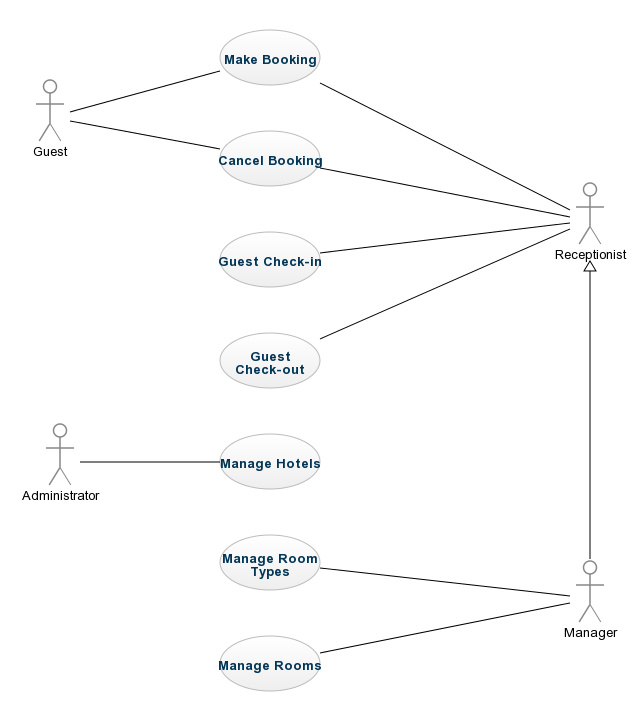 Make Booking
Guest
Cancel Booking
Receptionist
Guest Check-in
Guest
Check-out
Manage Hotels
Administrator
Manage Room
Types
Manager
Manage Rooms